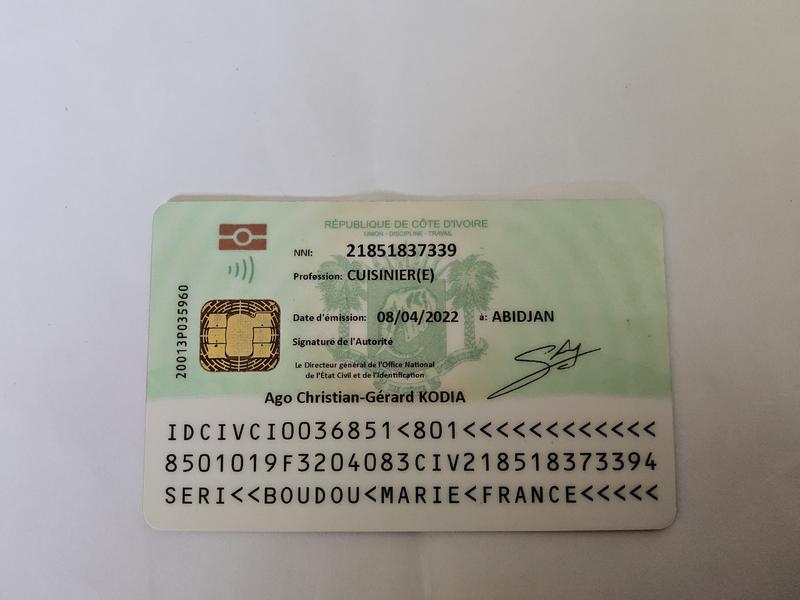 RÉPUBLIQUE DE CÔTE D'IVOIRE
UNION - DISCIPLINE - TRAVAIL
NNI: 21851837339
Profession: CUISINIER(E)
Date d'émission: 08/04/2022 à: ABIDJAN
Signature de l'Autorité
Le Directeur général de l'Office National
de l'État Civil et de l'Identification
Ago Christian-Gérard KODIA
20013P035960
IDCIVCI0036851<801<<<<<<<<<<<<
8501019F3204083CIV218518373394
SERI<<BOUDOU<MARIE<FRANCE<<<<<